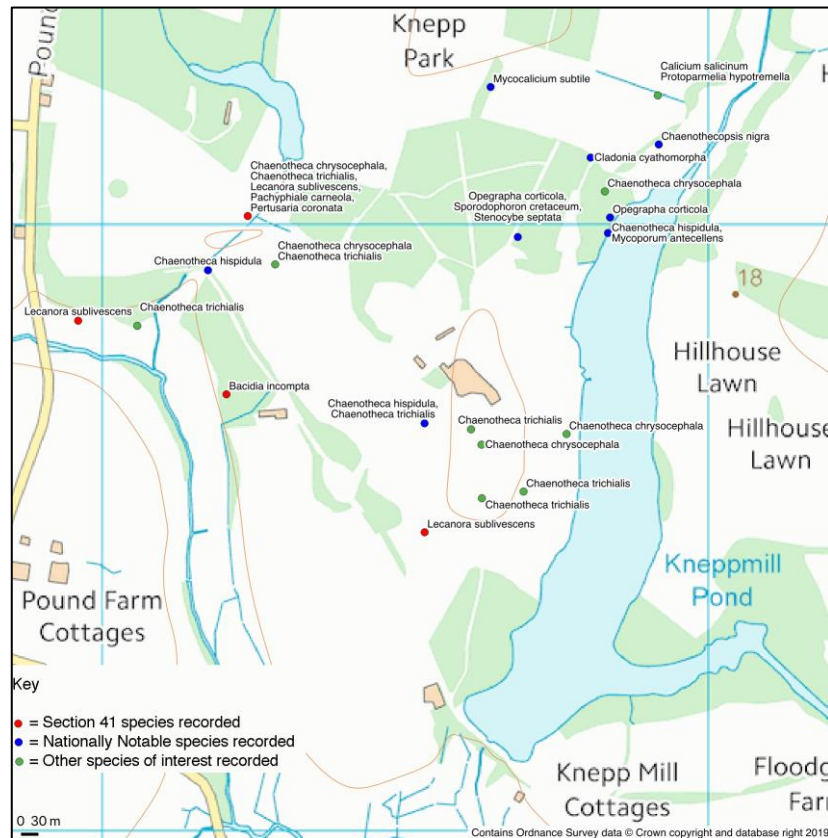 Knepp
Park
Pound
Mycocalicium subtile
Calicium salicinum
Protoparmelia hypotremella
H
Chaenothecopsis nigra
Cladonia cyathomorpha
Chaenotheca chrysocephala,
Chaenotheca trichialis,
Lecanora sublivescens,
Pachyphiale carneola,
Pertusaria coronata
Chaenotheca chrysocephala
Opegrapha corticola,
Sporodophoron cretaceum,
Stenocybe septata
Opegrapha corticola
Chaenotheca hispidula,
Mycoporum antecellens
Chaenotheca chrysocephala
Chaenotheca trichialis
Chaenotheca hispidula
18
Lecanora sublivescens
Chaenotheca trichialis
Hillhouse
Lawn
Bacidia incompta
Chaenotheca hispidula,
Chaenotheca trichialis
Chaenotheca trichialis
Chaenotheca chrysocephala
Chaenotheca chrysocephala
Hillhouse
Lawn
Chaenotheca trichialis
Chaenotheca trichialis
Lecanora sublivescens
Kneppmill
Pond
Pound Farm
Cottages
Key
= Section 41 species recorded
= Nationally Notable species recorded
= Other species of interest recorded
Knepp Mill
Cottages
Floodg
Farm
0 30 m
Contains Ordnance Survey data © Crown copyright and database right 2019